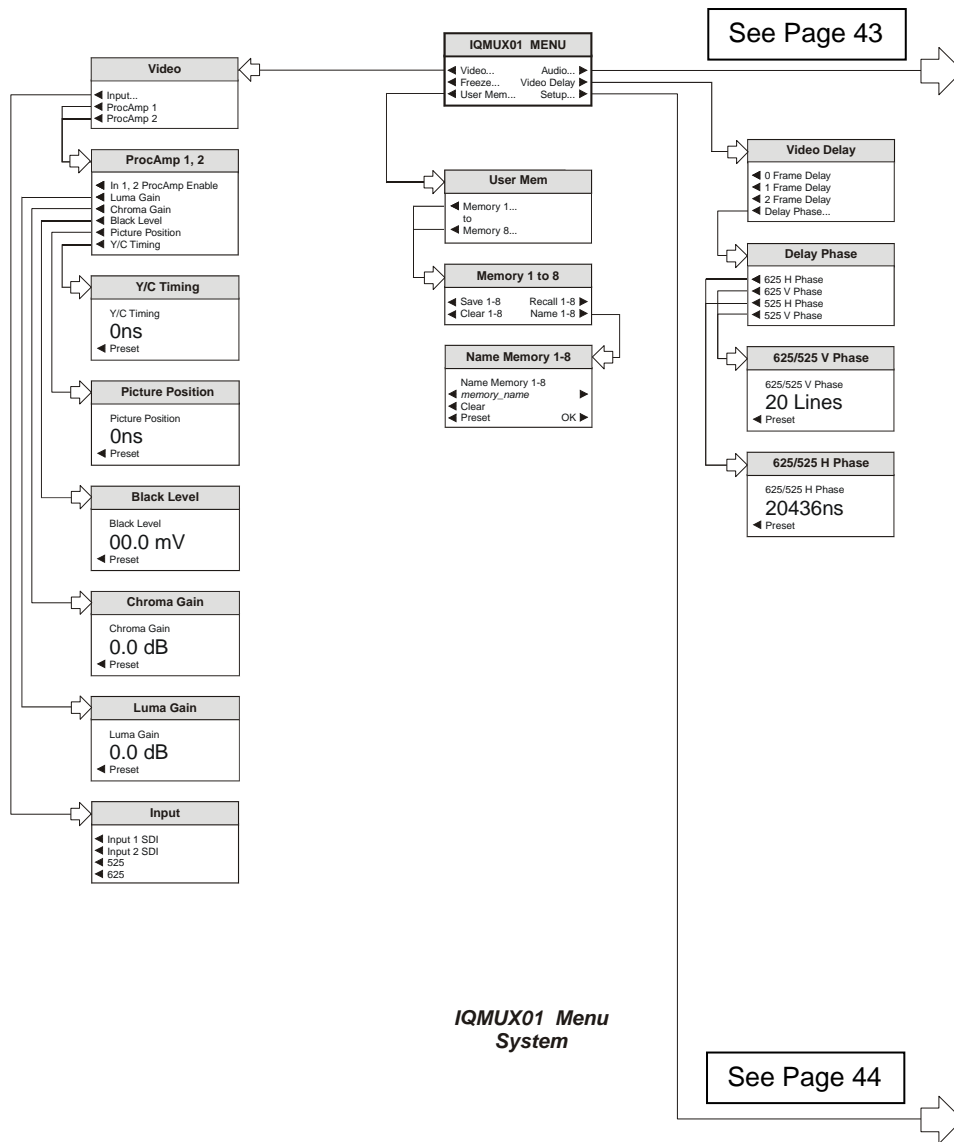 See Page 43
IQMUX01 MENU
◄ Video... Audio... ►
◄ Freeze... Video Delay ►
◄ User Mem... Setup... ►
Video
◄ Input...
◄ ProcAmp 1
◄ ProcAmp 2
ProcAmp 1, 2
◄ In 1, 2 ProcAmp Enable
◄ Luma Gain
◄ Chroma Gain
◄ Black Level
◄ Picture Position
◄ Y/C Timing
Y/C Timing
Y/C Timing
0ns
◄ Preset
Picture Position
Picture Position
0ns
◄ Preset
Black Level
Black Level
00.0 mV
◄ Preset
Chroma Gain
Chroma Gain
0.0 dB
◄ Preset
Luma Gain
Luma Gain
0.0 dB
◄ Preset
Input
◄ Input 1 SDI
◄ Input 2 SDI
◄ 525
◄ 625
User Mem
◄ Memory 1...
to
◄ Memory 8...
Memory 1 to 8
◄ Save 1-8 Recall 1-8 ►
◄ Clear 1-8 Name 1-8 ►
Name Memory 1-8
Name Memory 1-8
◄ memory_name ►
◄ Clear
◄ Preset OK ►
Video Delay
◄ 0 Frame Delay
◄ 1 Frame Delay
◄ 2 Frame Delay
◄ Delay Phase...
Delay Phase
◄ 625 H Phase
◄ 625 V Phase
◄ 525 H Phase
◄ 525 V Phase
625/525 V Phase
625/525 V Phase
20 Lines
◄ Preset
625/525 H Phase
625/525 H Phase
20436ns
◄ Preset
IQMUX01 Menu
System
See Page 44